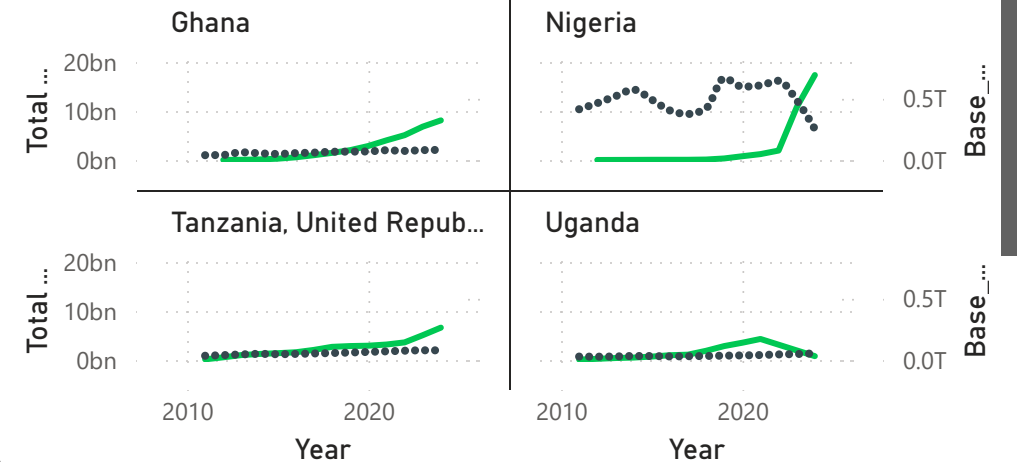 Ghana
Nigeria
Total ...
20bn
10bn
0bn
0.5T
0.0T
Base_...
Tanzania, United Repub...
Uganda
Total ...
20bn
10bn
0bn
0.5T
0.0T
Base_...
2010
2020
2010
2020
Year
Year